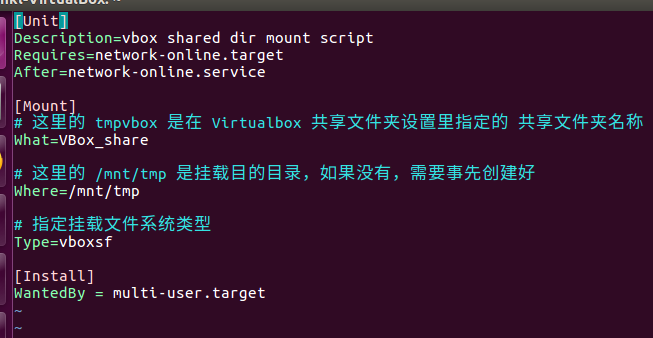 nkl-VirtualBox: ~
[Unit]
Description=vbox shared dir mount script
Requires=network-online.target
After=network-online.service
[Mount]
# 这里的 tmpvbox 是在 Virtualbox 共享文件夹设置里指定的 共享文件夹名称
What=VBox_share
# 这里的 /mnt/tmp 是挂载目的目录，如果没有，需要事先创建好
Where=/mnt/tmp
# 指定挂载文件系统类型
Type=vboxsf
[Install]
WantedBy = multi-user.target
~
~